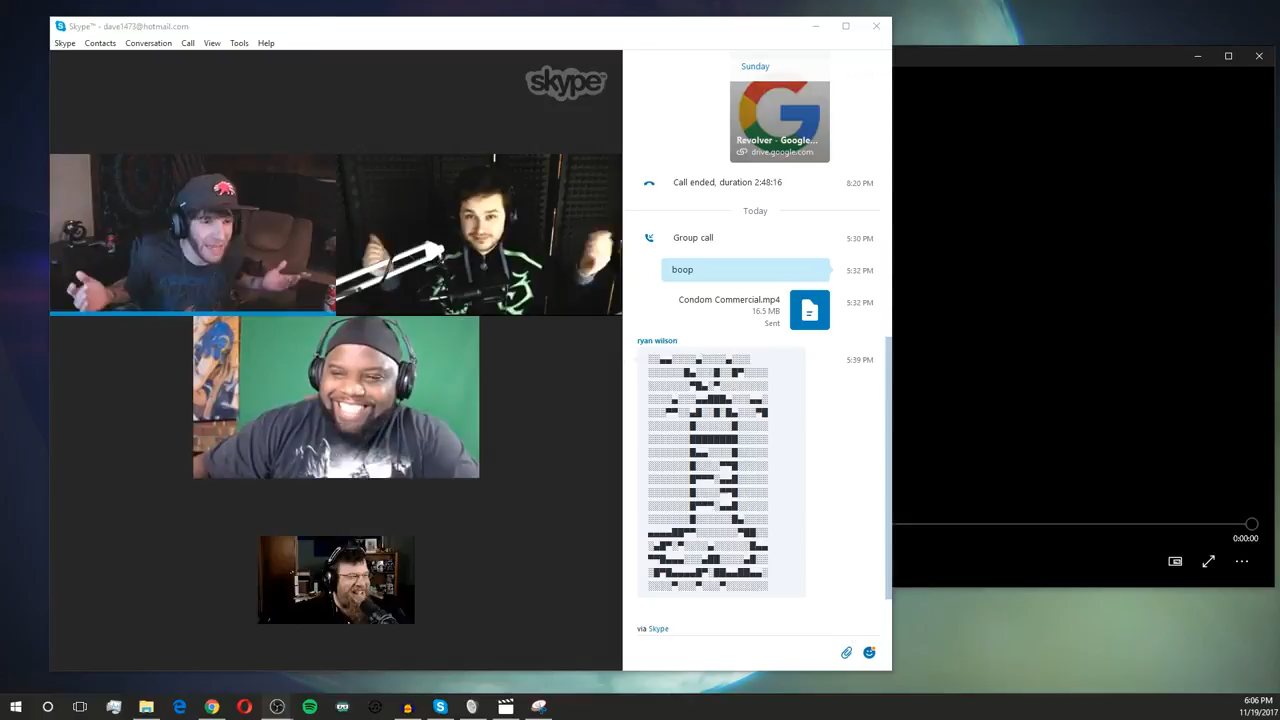 Skype™ - dave1473@hotmail.com
Skype Contacts Conversation Call View Tools Help
skype™
Sunday
Revolver - Google...
drive.google.com
Call ended, duration 2:48:16 8:20 PM
Today
Group call 5:30 PM
boop 5:32 PM
Condom Commercial.mp4 5:32 PM
16.5 MB
Sent
ryan wilson
5:39 PM
via Skype
0:00:00
6:06 PM
11/19/2017